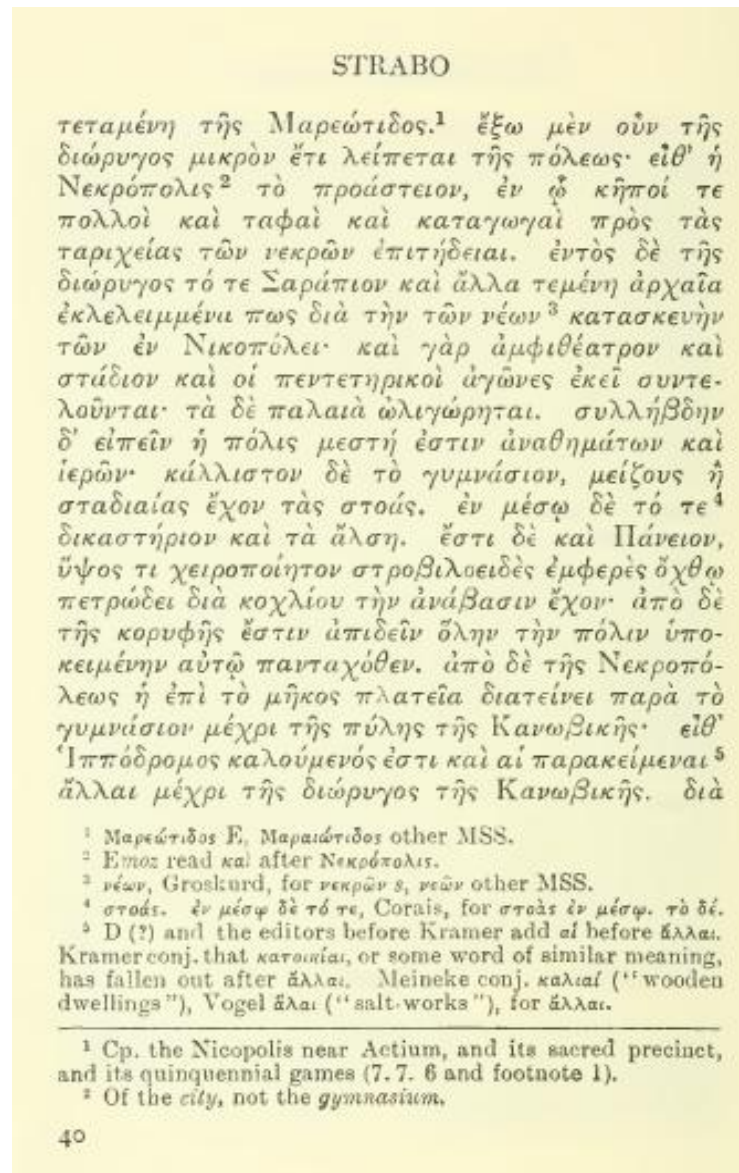 STRABO
τεταμένη τῆς Μαρεώτιδος.¹ ἔξω μὲν οὖν τῆς
διώρυγος μικρὸν ἔτι λείπεται τῆς πόλεως· εἶθ’ ἡ
Νεκρόπολις² τὸ προάστειον, ἐν ᾧ κῆποί τε
πολλοὶ καὶ ταφαὶ καὶ καταγωγαὶ πρὸς τὰς
ταριχείας τῶν νεκρῶν ἐπιτήδειαι. ἐντὸς δὲ τῆς
διώρυγος τό τε Σαράπιον καὶ ἄλλα τεμένη ἀρχαῖα
ἐκλελειμμένα πως διὰ τὴν τῶν νέων³ κατασκευὴν
τῶν ἐν Νικοπόλει· καὶ γὰρ ἀμφιθέατρον καὶ
στάδιον καὶ οἱ πεντετηρικοὶ ἀγῶνες ἐκεῖ συντε-
λοῦνται· τὰ δὲ παλαιὰ ὠλιγώρηται. συλλήβδην
δ’ εἰπεῖν ἡ πόλις μεστή ἐστιν ἀναθημάτων καὶ
ἱερῶν· κάλλιστον δὲ τὸ γυμνάσιον, μείζους ἢ
σταδιαίας ἔχον τὰς στοάς. ἐν μέσῳ δὲ τό τε⁴
δικαστήριον καὶ τὰ ἄλση. ἔστι δὲ καὶ Πάνειον,
ὕψος τι χειροποίητον στροβιλοειδὲς ἐμφερὲς ὄχθῳ
πετρώδει διὰ κοχλίου τὴν ἀνάβασιν ἔχον· ἀπὸ δὲ
τῆς κορυφῆς ἔστιν ἀπιδεῖν ὅλην τὴν πόλιν ὑπο-
κειμένην αὐτῷ πανταχόθεν. ἀπὸ δὲ τῆς Νεκροπό-
λεως ἡ ἐπὶ τὸ μῆκος πλατεῖα διατείνει παρὰ τὸ
γυμνάσιον μέχρι τῆς πύλης τῆς Κανωβικῆς· εἶθ’
Ἱππόδρομος καλούμενός ἐστι καὶ αἱ παρακείμεναι⁵
ἄλλαι μέχρι τῆς διώρυγος τῆς Κανωβικῆς. διὰ
¹ Μαρεώτιδος E, Μαραιώτιδος other MSS.
² Emoz read καί after Νεκρόπολις.
³ νέων, Groskurd, for νεκρῶν s, νεῶν other MSS.
⁴ στοάς. ἐν μέσῳ δὲ τό τε, Corais, for στοὰς ἐν μέσῳ. τὸ δέ.
⁵ D (?) and the editors before Kramer add αἱ before ἄλλαι.
Kramer conj. that κατοικίαι, or some word of similar meaning,
has fallen out after ἄλλαι. Meineke conj. καλιαί (“wooden
dwellings”), Vogel ἅλαι (“salt-works”), for ἄλλαι.
¹ Cp. the Nicopolis near Actium, and its sacred precinct,
and its quinquennial games (7. 7. 6 and footnote 1).
² Of the city, not the gymnasium.
40